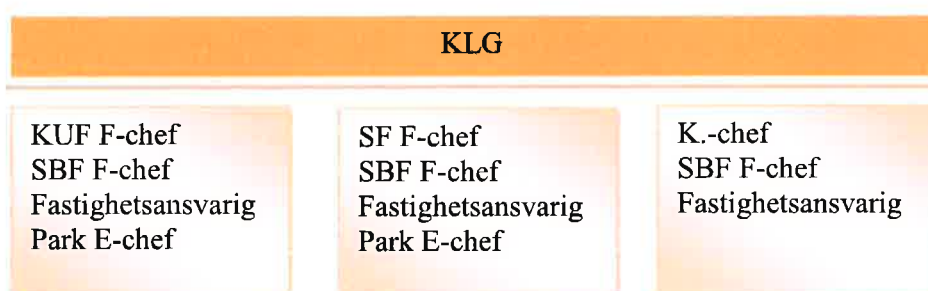 KLG
KUF F-chef
SBF F-chef
Fastighetsansvarig
Park E-chef
SF F-chef
SBF F-chef
Fastighetsansvarig
Park E-chef
K.-chef
SBF F-chef
Fastighetsansvarig